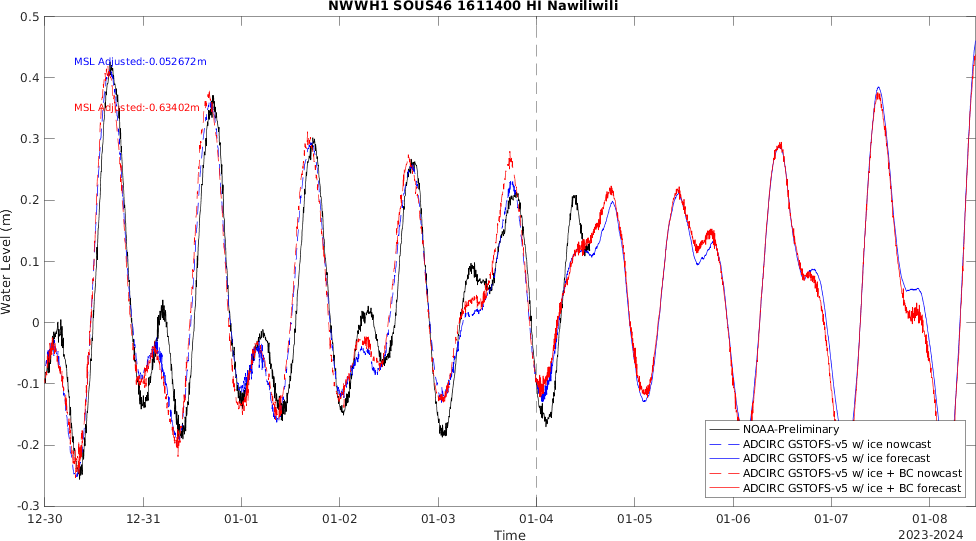 NWWH1 SOUS46 1611400 HI Nawiliwili
0.5
0.4
0.3
0.2
0.1
0
-0.1
-0.2
-0.3
Water Level (m)
MSL Adjusted:-0.052672m
MSL Adjusted:-0.63402m
NOAA-Preliminary
ADCIRC GSTOFS-v5 w/ ice nowcast
ADCIRC GSTOFS-v5 w/ ice forecast
ADCIRC GSTOFS-v5 w/ice + BC nowcast
ADCIRC GSTOFS-v5 w/ice + BC forecast
12-30 12-31 01-01 01-02 01-03 01-04 01-05 01-06 01-07 01-08
Time
2023-2024